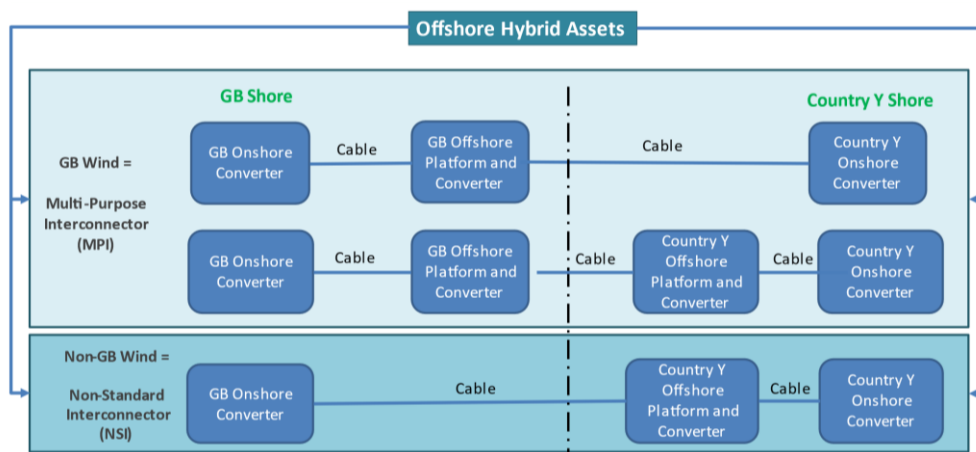 Offshore Hybrid Assets
GB Shore
Country Y Shore
GB Wind =
Multi-Purpose
Interconnector
(MPI)
GB Onshore
Converter
Cable
GB Offshore
Platform and
Converter
Cable
Country Y
Onshore
Converter
GB Onshore
Converter
Cable
GB Offshore
Platform and
Converter
Cable
Country Y
Offshore
Platform and
Converter
Cable
Country Y
Onshore
Converter
Non-GB Wind =
Non-Standard
Interconnector
(NSI)
GB Onshore
Converter
Cable
Country Y
Offshore
Platform and
Converter
Cable
Country Y
Onshore
Converter